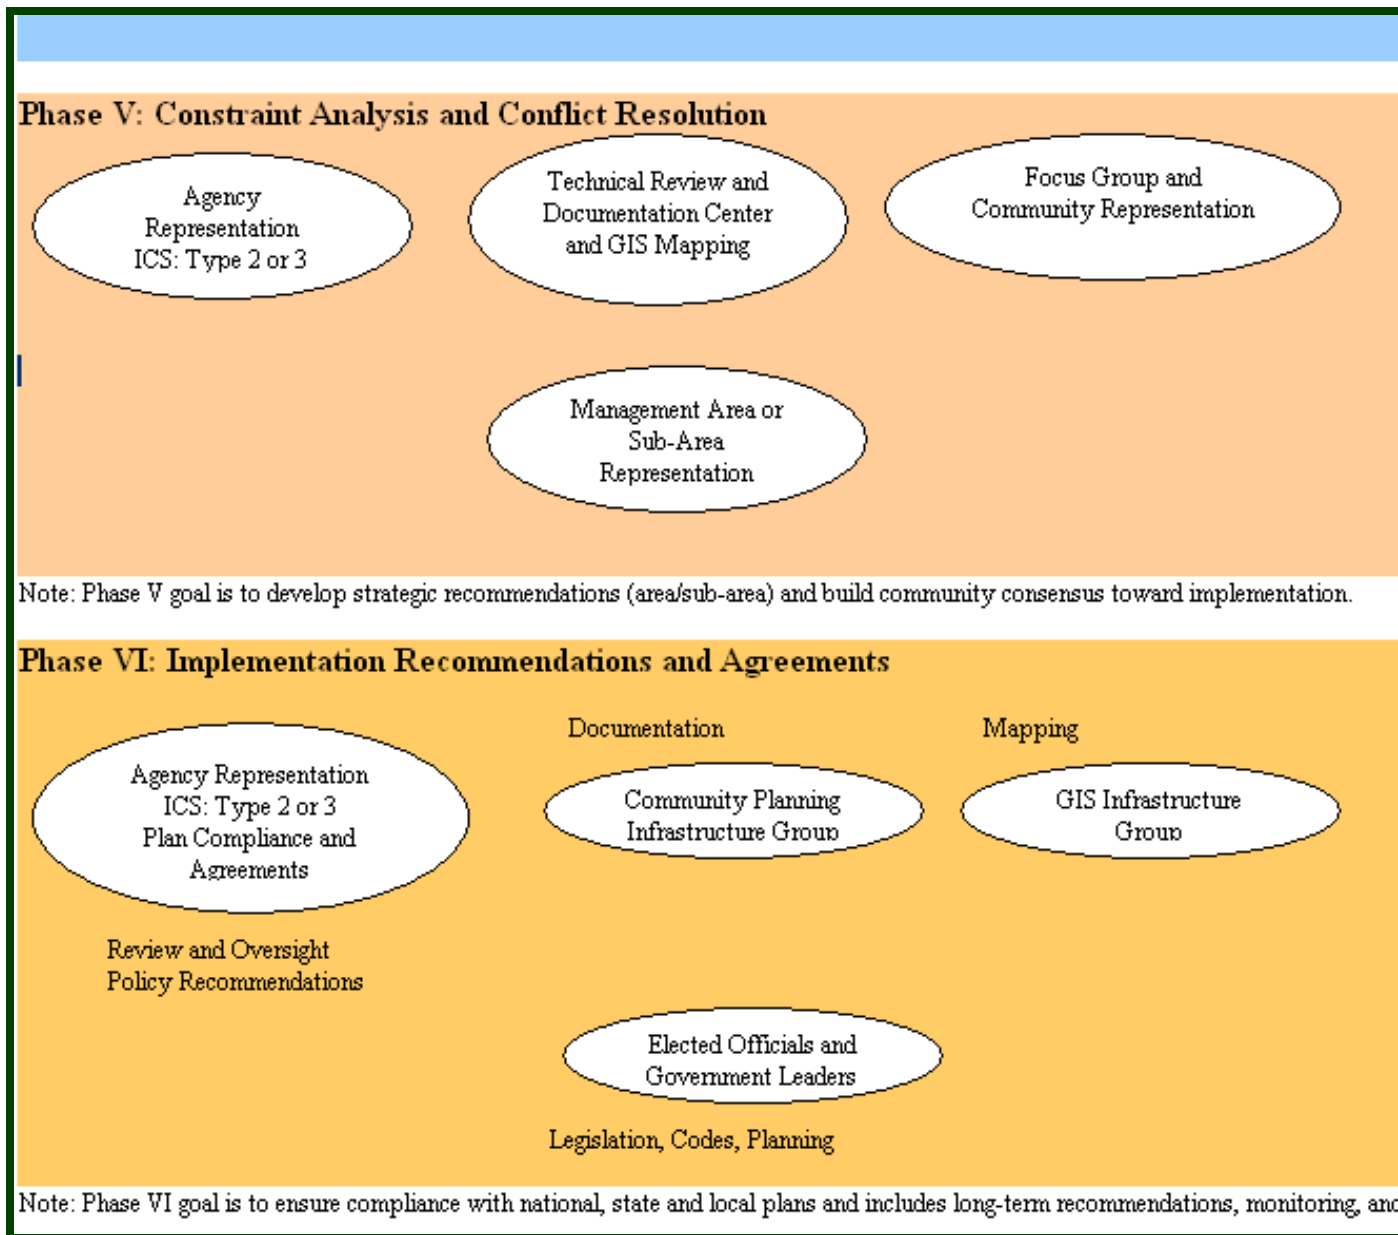 Phase V: Constraint Analysis and Conflict Resolution
Agency
Representation
ICS: Type 2 or 3
Technical Review and
Documentation Center
and GIS Mapping
Focus Group and
Community Representation
Management Area or
Sub-Area
Representation
Note: Phase V goal is to develop strategic recommendations (area/sub-area) and build community consensus toward implementation.
Phase VI: Implementation Recommendations and Agreements
Agency Representation
ICS: Type 2 or 3
Plan Compliance and
Agreements
Review and Oversight
Policy Recommendations
Documentation
Community Planning
Infrastructure Group
Mapping
GIS Infrastructure
Group
Elected Officials and
Government Leaders
Legislation, Codes, Planning
Note: Phase VI goal is to ensure compliance with national, state and local plans and includes long-term recommendations, monitoring, and